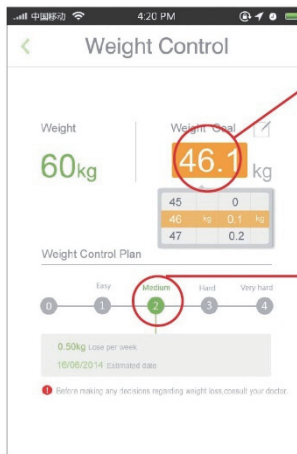 中国移动 4:20 PM
Weight Control
Weight
Weight Goal
60kg
46.1 kg
45 0
46 kg 0.1 kg
47 0.2
Weight Control Plan
Easy Medium Hard Very hard
0 1 2 3 4
0.50kg Lose per week
16/06/2014 Estimated date
Before making any decisions regarding weight loss,consult your doctor.